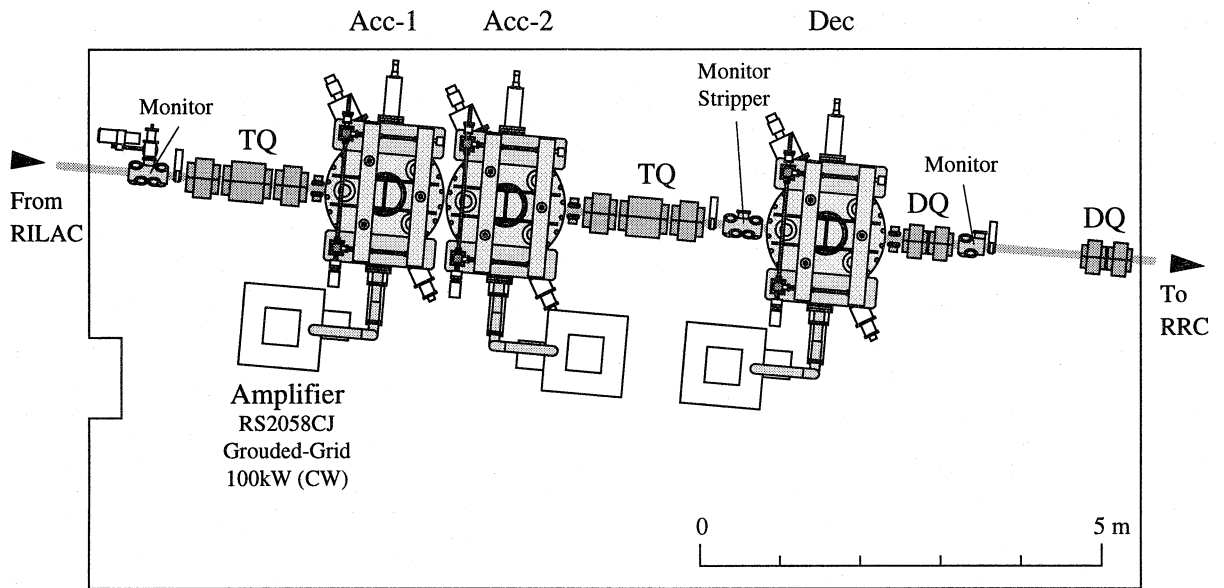 Acc-1
Acc-2
Dec
Monitor
Stripper
Monitor
TQ
TQ
Monitor
DQ
DQ
From
RILAC
To
RRC
Amplifier
RS2058CJ
Grouded-Grid
100kW (CW)
0
5 m